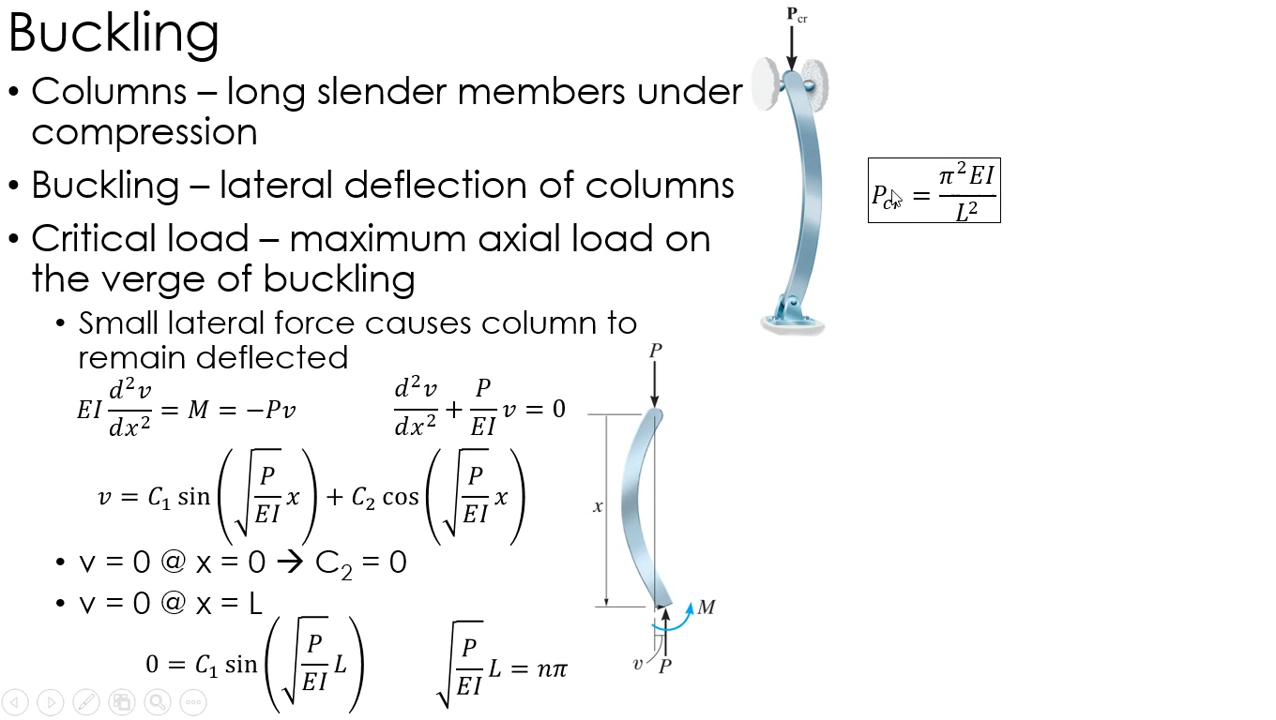 Buckling
• Columns – long slender members under
compression
• Buckling – lateral deflection of columns
• Critical load – maximum axial load on
the verge of buckling
• Small lateral force causes column to
remain deflected
EI d²v/dx² = M = −Pv
d²v/dx² + P/EI v = 0
v = C₁ sin(√(P/EI) x) + C₂ cos(√(P/EI) x)
• v = 0 @ x = 0 → C₂ = 0
• v = 0 @ x = L
0 = C₁ sin(√(P/EI) L)
√(P/EI) L = nπ
P
x
M
v
P
P_cr
P_cr = π²EI/L²